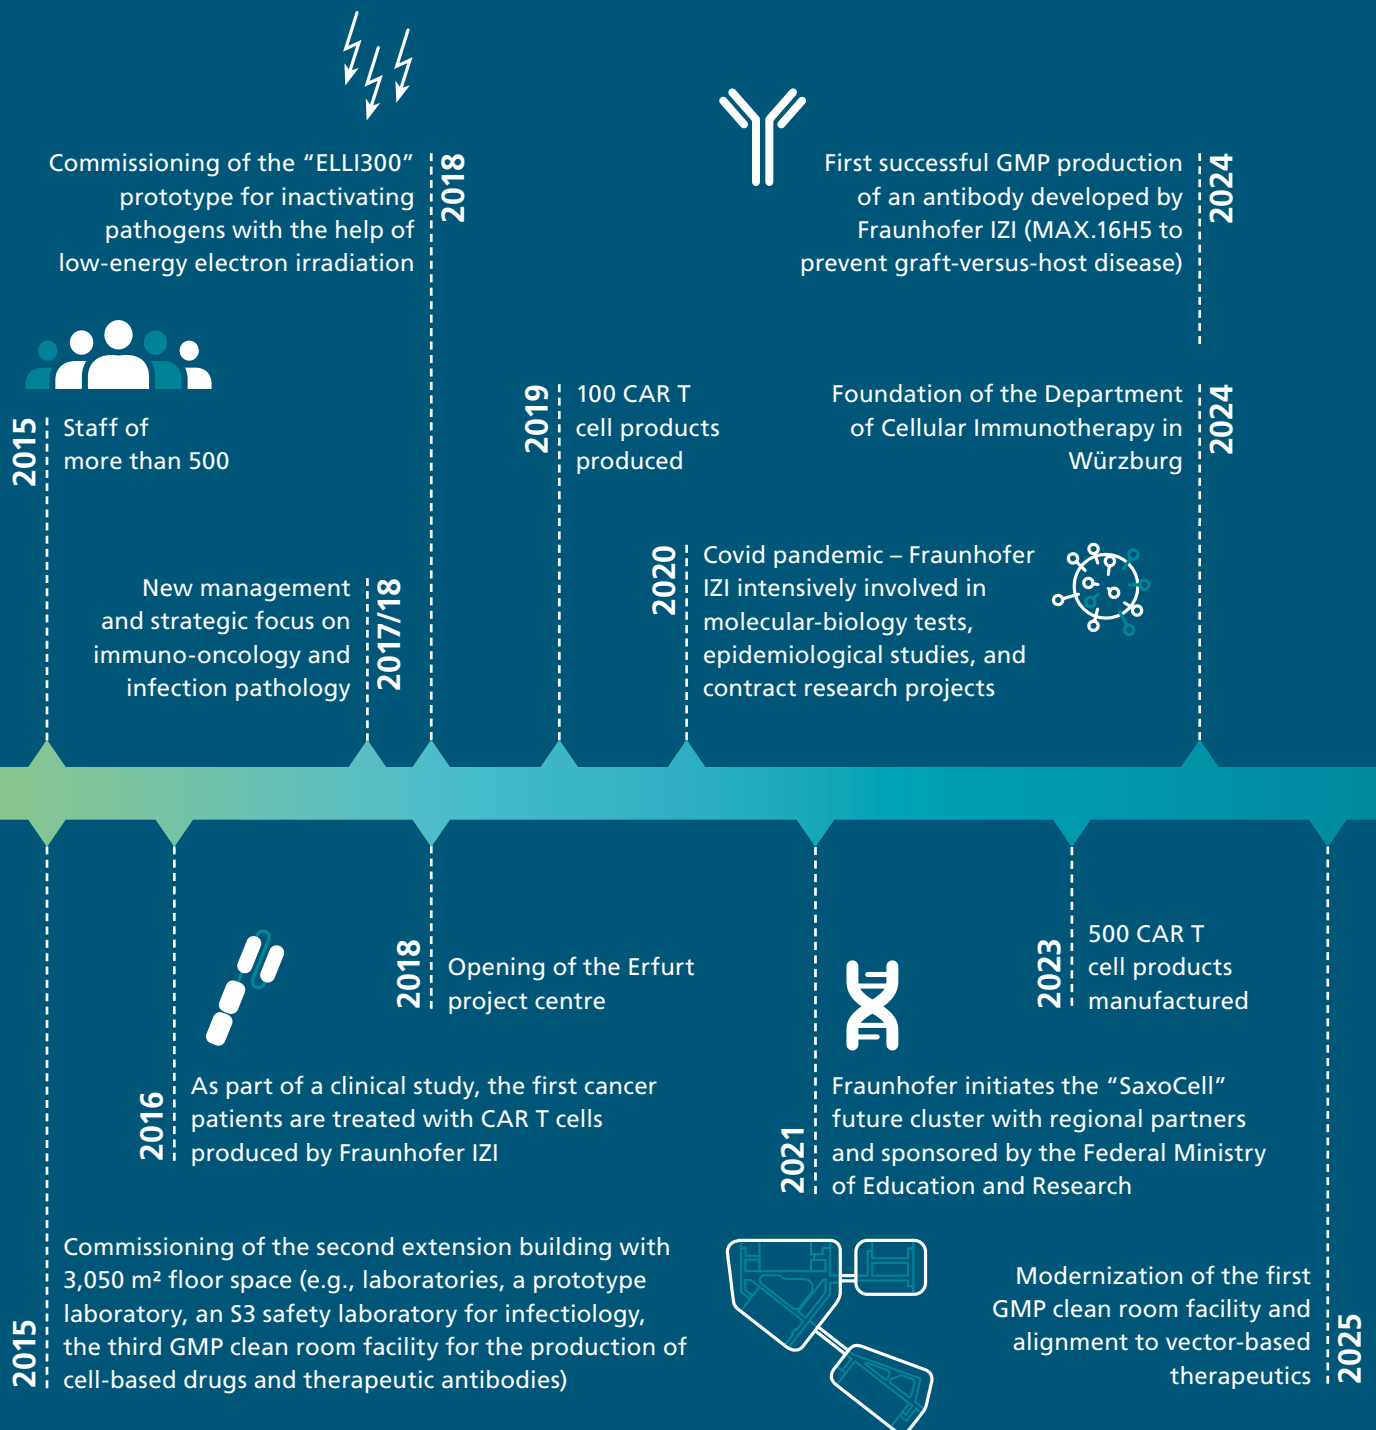 Commissioning of the “ELLI300”
prototype for inactivating
pathogens with the help of
low-energy electron irradiation
2018
First successful GMP production
of an antibody developed by
Fraunhofer IZI (MAX.16H5 to
prevent graft-versus-host disease)
2024
2015
Staff of
more than 500
2019
100 CAR T
cell products
produced
Foundation of the Department
of Cellular Immunotherapy in
Würzburg
2024
New management
and strategic focus on
immuno-oncology and
infection pathology
2017/18
2020
Covid pandemic – Fraunhofer
IZI intensively involved in
molecular-biology tests,
epidemiological studies, and
contract research projects
2018
Opening of the Erfurt
project centre
2023
500 CAR T
cell products
manufactured
2016
As part of a clinical study, the first cancer
patients are treated with CAR T cells
produced by Fraunhofer IZI
2021
Fraunhofer initiates the “SaxoCell”
future cluster with regional partners
and sponsored by the Federal Ministry
of Education and Research
2015
Commissioning of the second extension building with
3,050 m² floor space (e.g., laboratories, a prototype
laboratory, an S3 safety laboratory for infectiology,
the third GMP clean room facility for the production of
cell-based drugs and therapeutic antibodies)
Modernization of the first
GMP clean room facility and
alignment to vector-based
therapeutics
2025